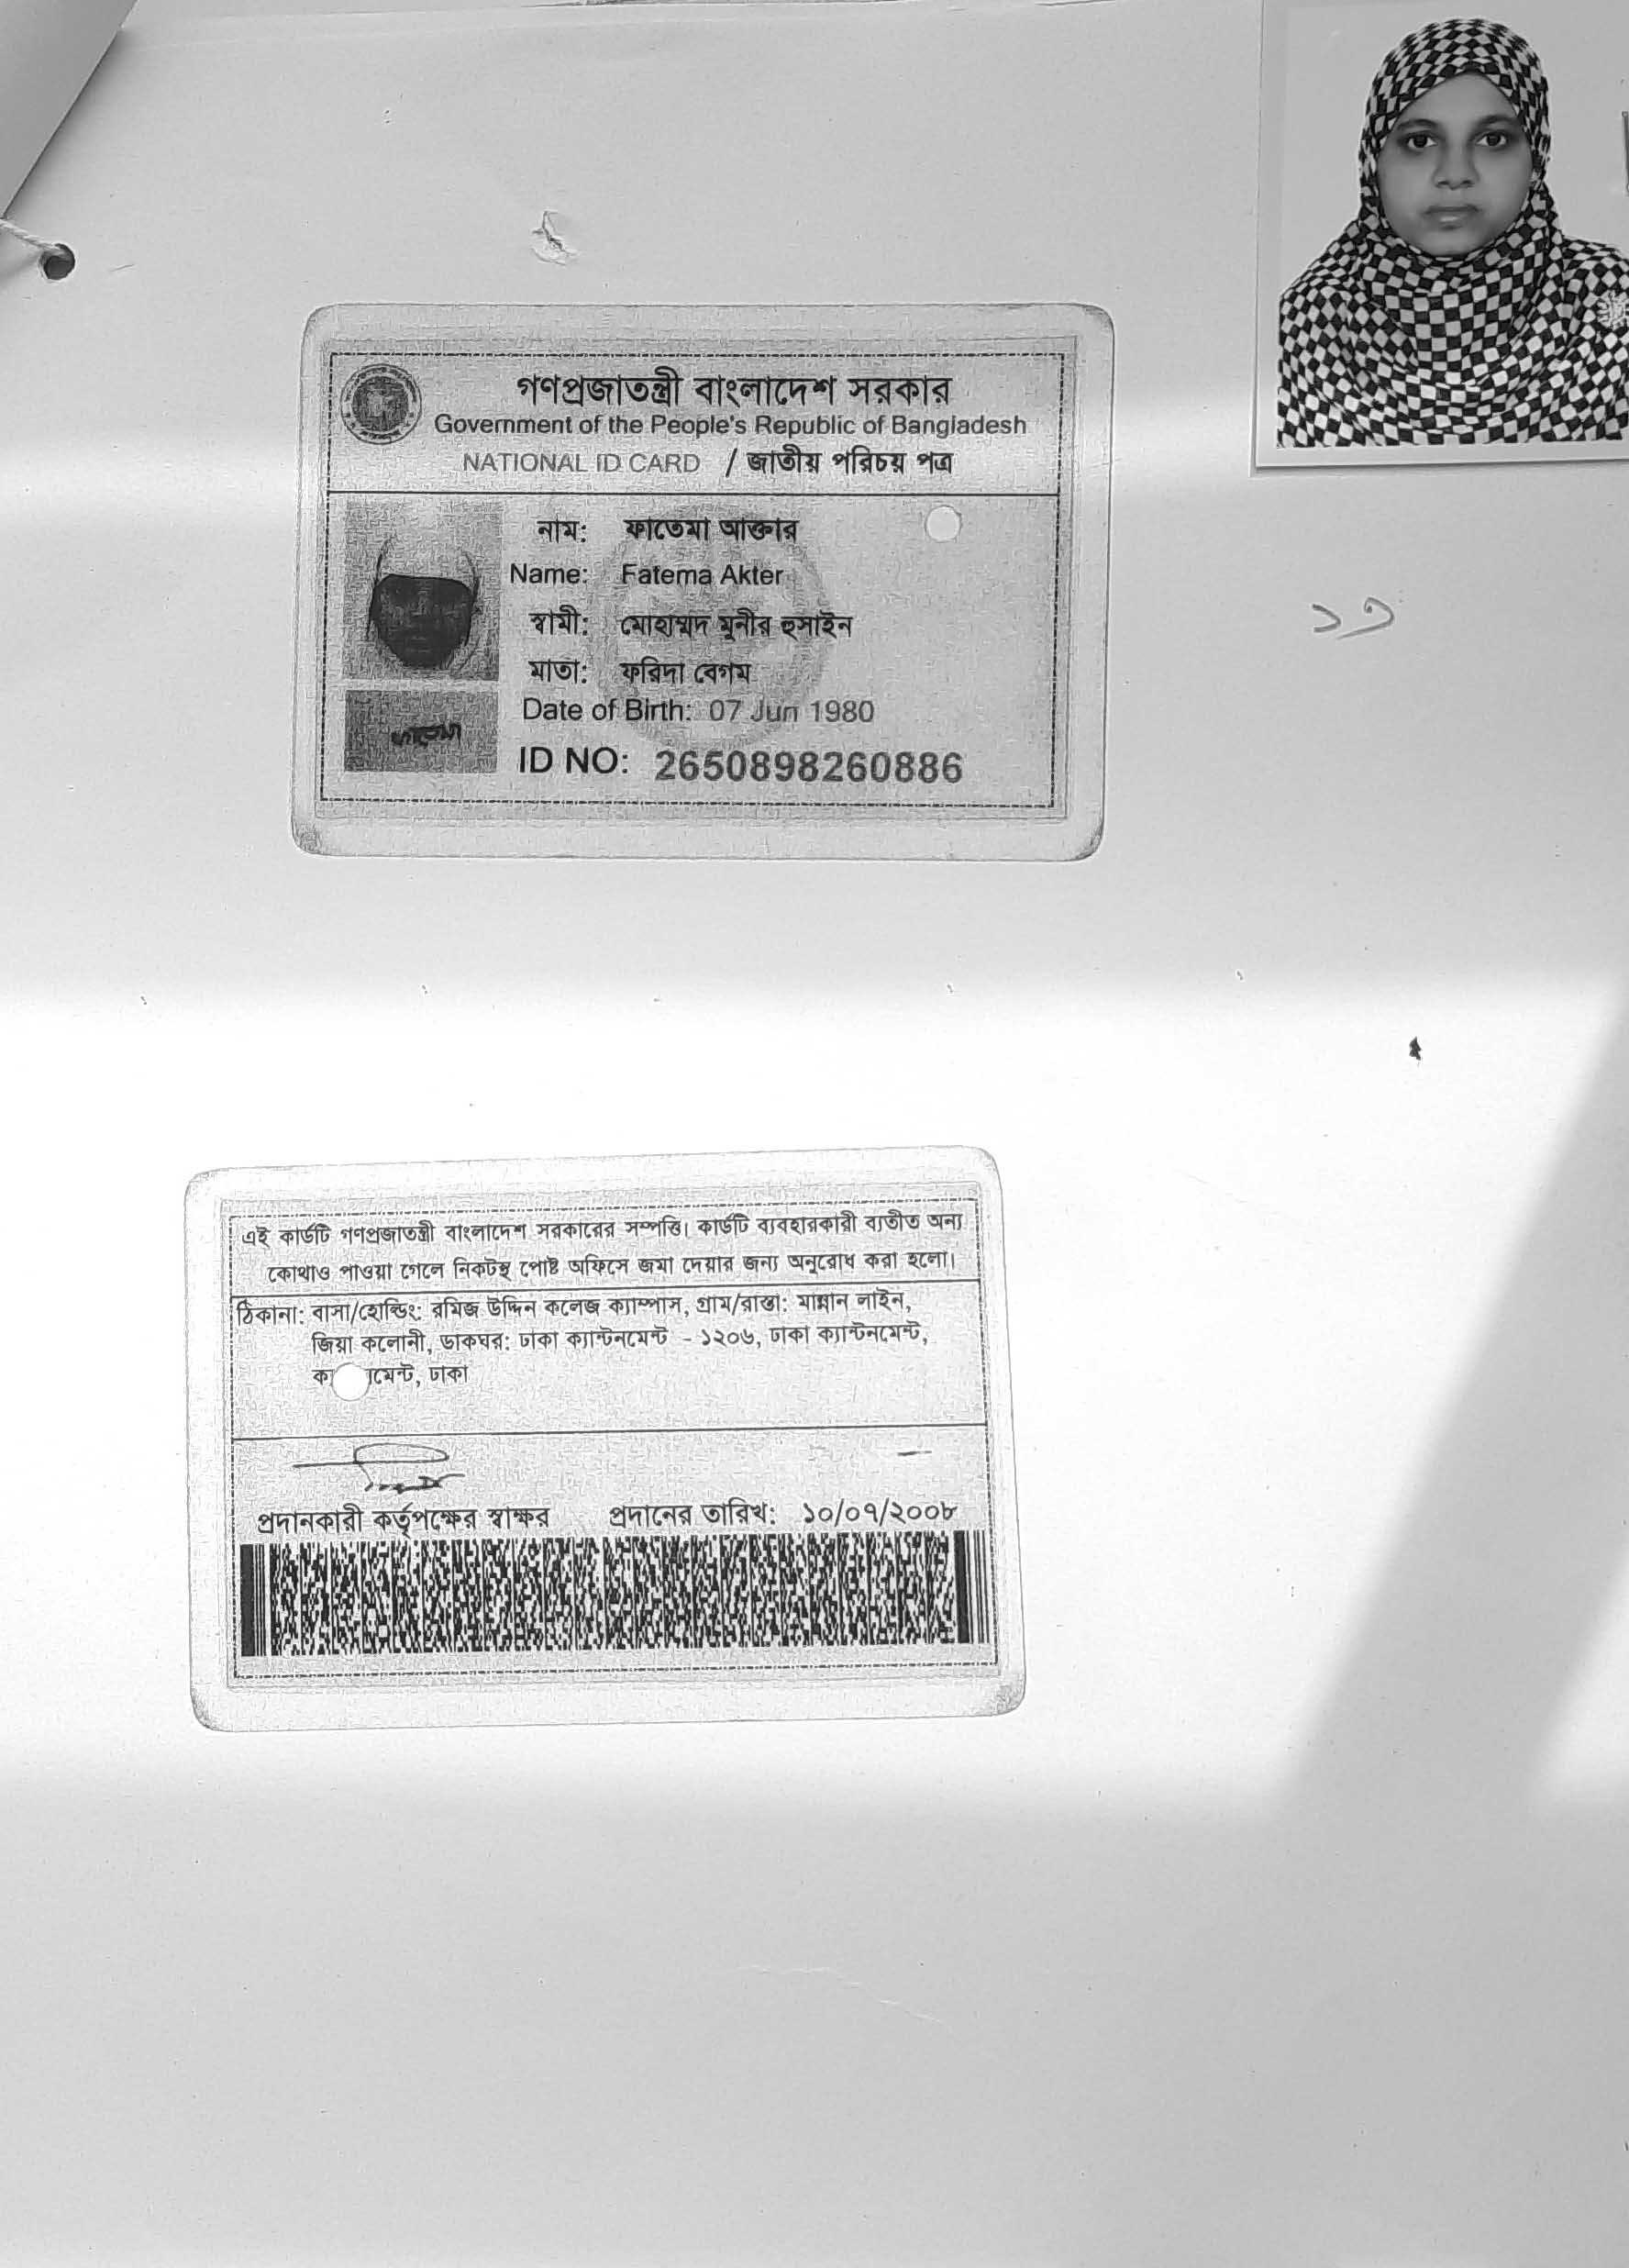 গণপ্রজাতন্ত্রী বাংলাদেশ সরকার
Government of the People's Republic of Bangladesh
NATIONAL ID CARD / জাতীয় পরিচয় পত্র
নাম: ফাতেমা আক্তার
Name: Fatema Akter
স্বামী: মোহাম্মদ মুনীর হুসাইন
মাতা: ফরিদা বেগম
Date of Birth: 07 Jun 1980
ID NO: 2650898260886
ফাতেমা
১৩
এই কার্ডটি গণপ্রজাতন্ত্রী বাংলাদেশ সরকারের সম্পত্তি। কার্ডটি ব্যবহারকারী ব্যতীত অন্য
কোথাও পাওয়া গেলে নিকটস্থ পোষ্ট অফিসে জমা দেয়ার জন্য অনুরোধ করা হলো।
ঠিকানা: বাসা/হোল্ডিং: রমিজ উদ্দিন কলেজ ক্যাম্পাস, গ্রাম/রাস্তা: মান্নান লাইন,
জিয়া কলোনী, ডাকঘর: ঢাকা ক্যান্টনমেন্ট - ১২০৬, ঢাকা ক্যান্টনমেন্ট,
ঢাকা
প্রদানকারী কর্তৃপক্ষের স্বাক্ষর প্রদানের তারিখ: ১০/০৭/২০০৮